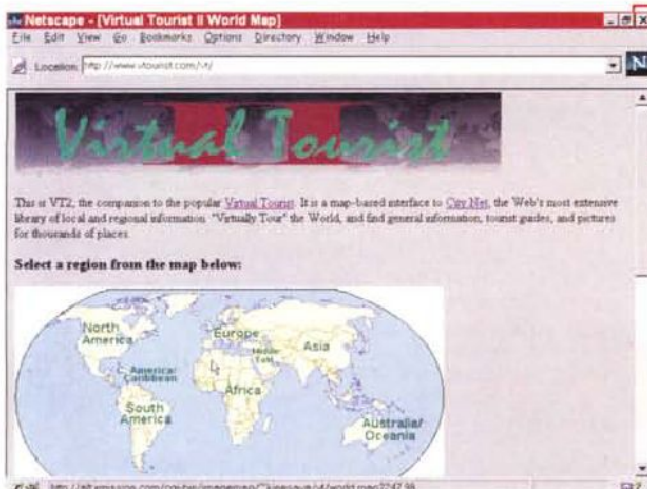 Netscape - [Virtual Tourist II World Map]
File Edit View Go Bookmarks Options Directory Window Help
Location: http://www.vtourist.com/vt/
N
Virtual Tourist
This is VT2, the companion to the popular Virtual Tourist. It is a map-based interface to City Net, the Web's most extensive
library of local and regional information. "Virtually Tour" the World, and find general information, tourist guides, and pictures
for thousands of places.
Select a region from the map below:
North
America
Europe
Asia
Middle
East
C. America/
Caribbean
Africa
South
America
Australia/
Oceania